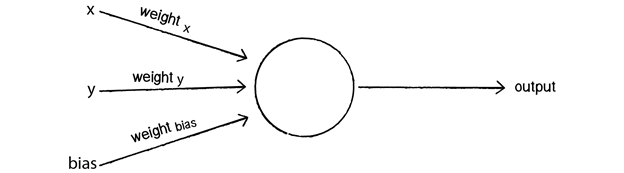 x
weight x
y
weight y
output
bias
weight bias